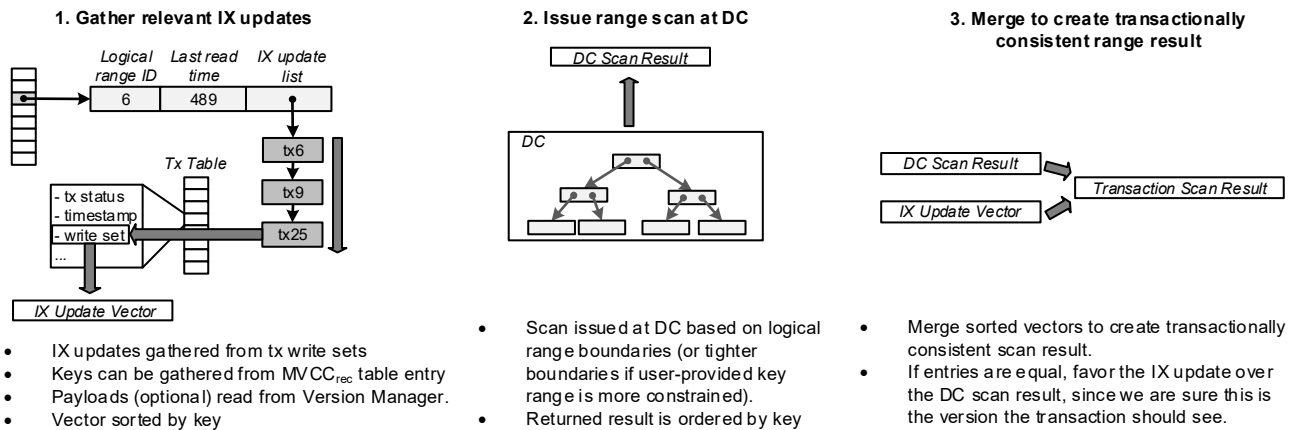 1. Gather relevant IX updates
Logical range ID
Last read time
IX update list
6
489
tx6
tx9
tx25
Tx Table
- tx status
- timestamp
- write set
...
IX Update Vector
• IX updates gathered from tx write sets
• Keys can be gathered from MVCCrec table entry
• Payloads (optional) read from Version Manager.
• Vector sorted by key
2. Issue range scan at DC
DC Scan Result
DC
• Scan issued at DC based on logical
range boundaries (or tighter
boundaries if user-provided key
range is more constrained).
• Returned result is ordered by key
3. Merge to create transactionally
consistent range result
DC Scan Result
IX Update Vector
Transaction Scan Result
• Merge sorted vectors to create transactionally
consistent scan result.
• If entries are equal, favor the IX update over
the DC scan result, since we are sure this is
the version the transaction should see.